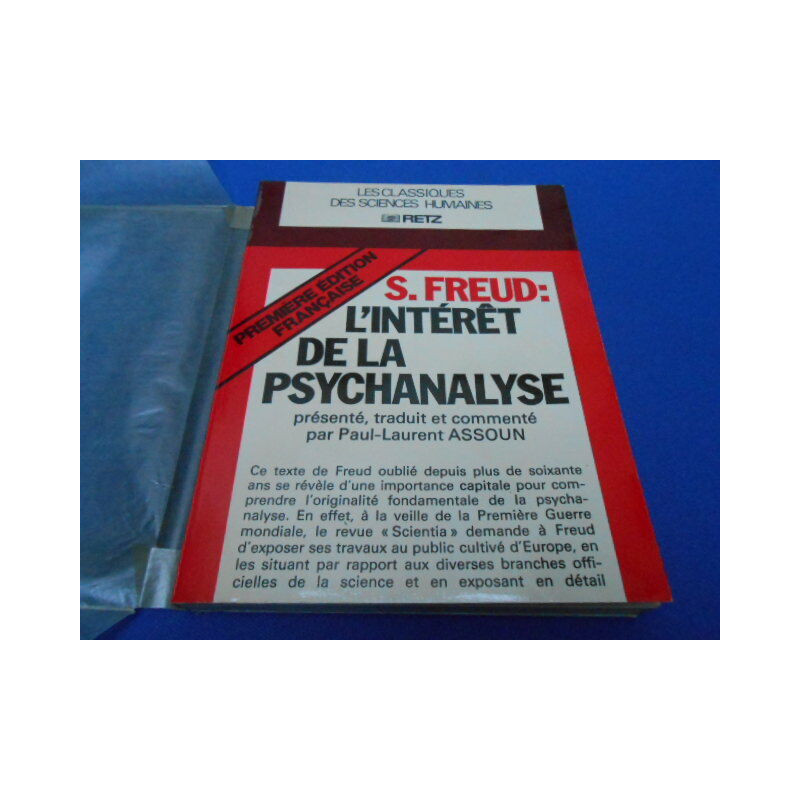 LES CLASSIQUES
DES SCIENCES HUMAINES
RETZ
PREMIÈRE ÉDITION
FRANÇAISE
S. FREUD:
L'INTÉRÊT
DE LA
PSYCHANALYSE
présenté, traduit et commenté
par Paul-Laurent ASSOUN
Ce texte de Freud oublié depuis plus de soixante
ans se révèle d'une importance capitale pour com-
prendre l'originalité fondamentale de la psycha-
nalyse. En effet, à la veille de la Première Guerre
mondiale, le revue « Scientia » demande à Freud
d'exposer ses travaux au public cultivé d'Europe, en
les situant par rapport aux diverses branches offi-
cielles de la science et en exposant en détail